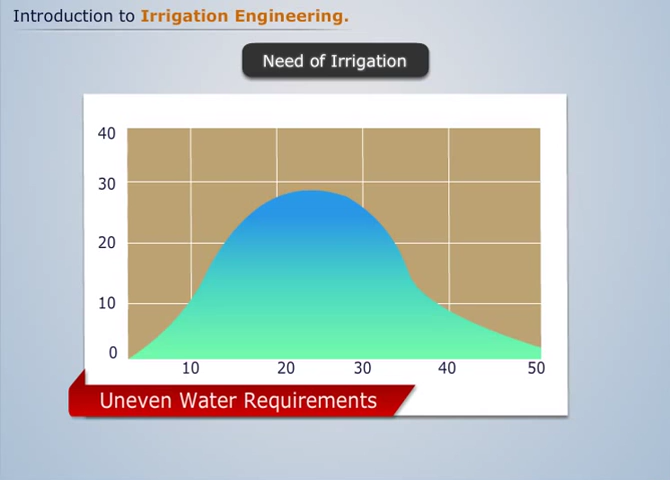 Introduction to Irrigation Engineering.
Need of Irrigation
40
30
20
10
0
10 20 30 40 50
Uneven Water Requirements